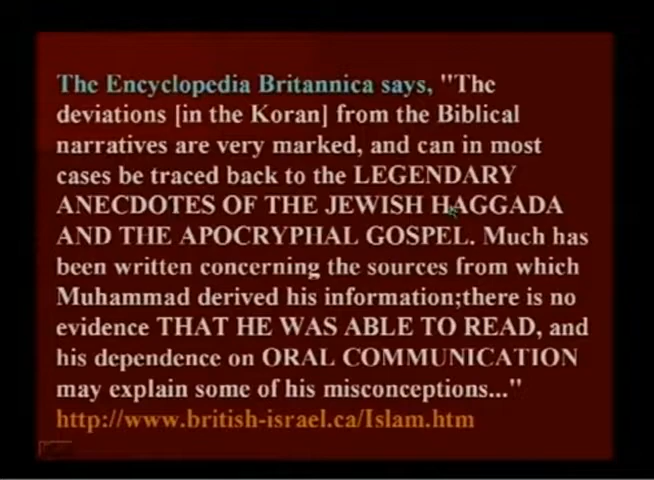 The Encyclopedia Britannica says, "The
deviations [in the Koran] from the Biblical
narratives are very marked, and can in most
cases be traced back to the LEGENDARY
ANECDOTES OF THE JEWISH HAGGADA
AND THE APOCRYPHAL GOSPEL. Much has
been written concerning the sources from which
Muhammad derived his information;there is no
evidence THAT HE WAS ABLE TO READ, and
his dependence on ORAL COMMUNICATION
may explain some of his misconceptions..."
http://www.british-israel.ca/Islam.htm